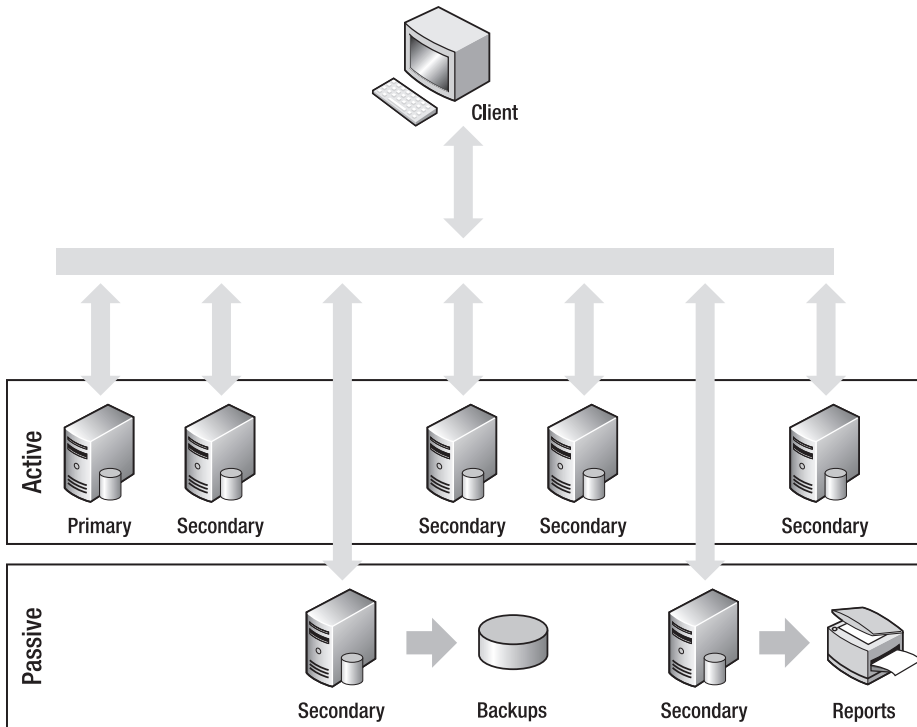 Client
Active
Primary
Secondary
Secondary
Secondary
Secondary
Passive
Secondary
Backups
Secondary
Reports